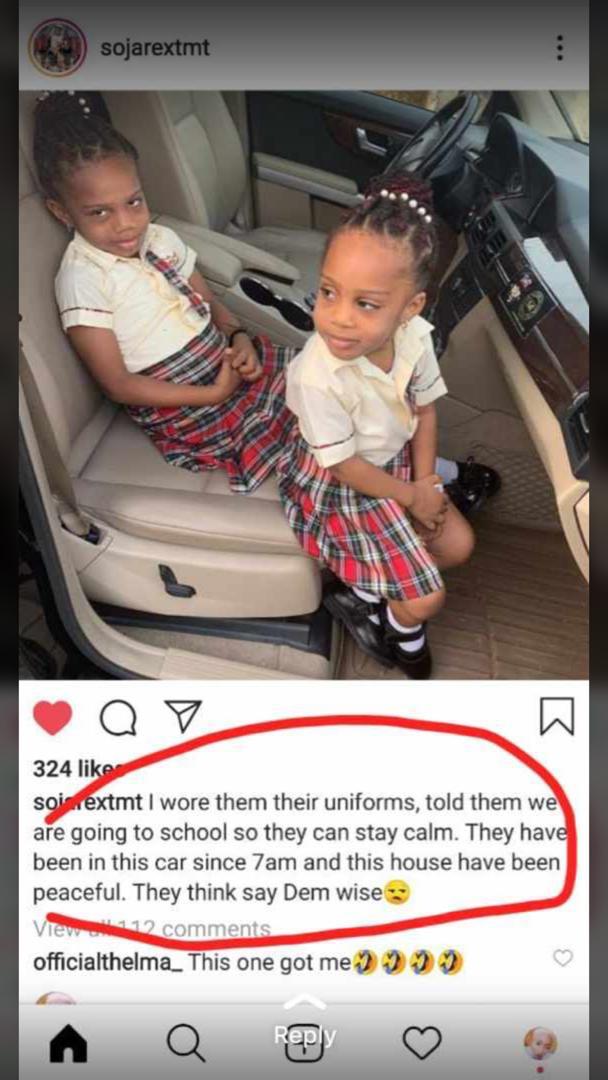 sojarextmt
324 likes
sojarextmt I wore them their uniforms, told them we
are going to school so they can stay calm. They have
been in this car since 7am and this house have been
peaceful. They think say Dem wise😒
View all 112 comments
officialthelma_ This one got me🤣🤣🤣🤣
Reply